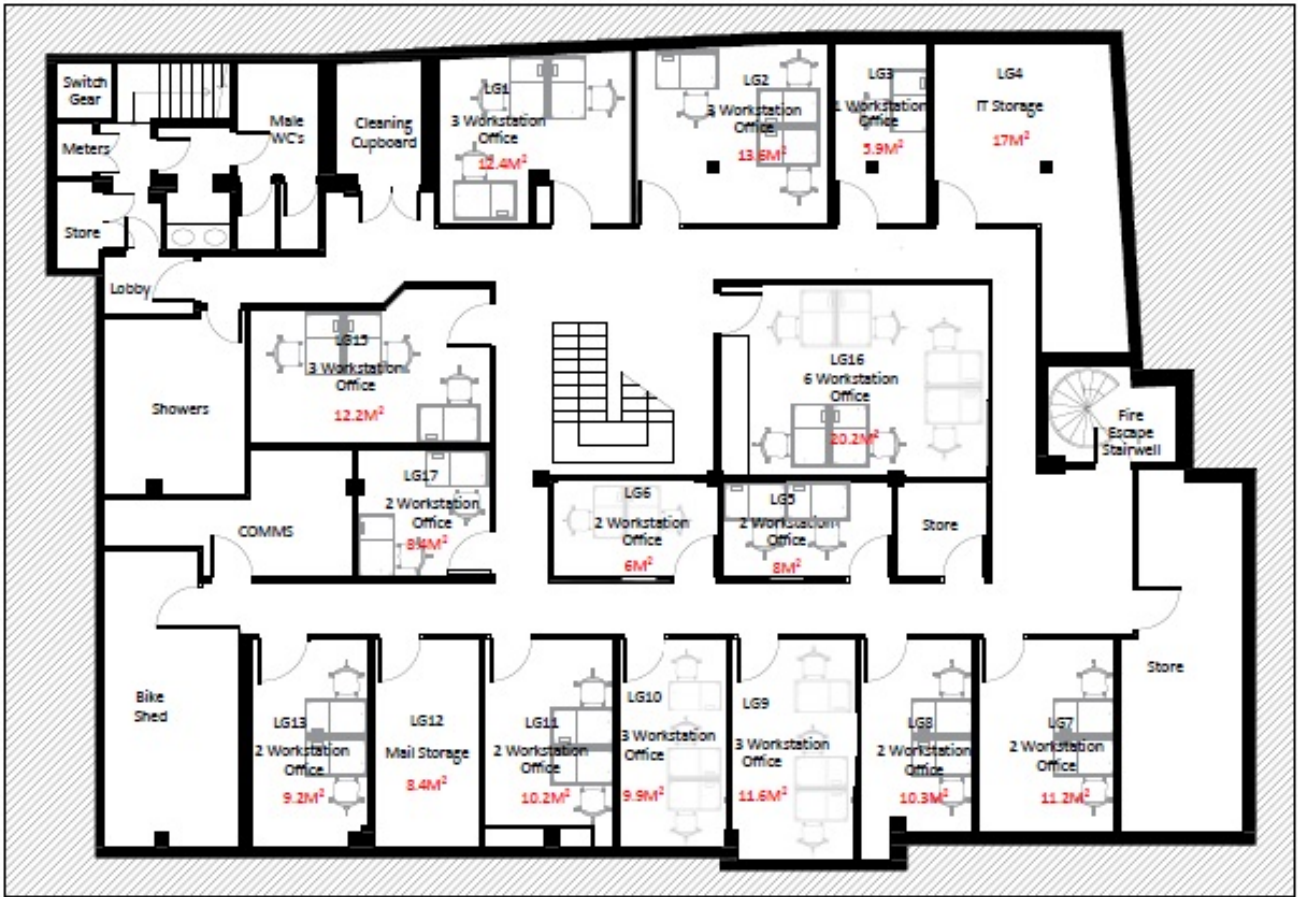 Switch
Gear
Meters
Store
Lobby
Male
WC's
Cleaning
Cupboard
LG1
3 Workstation
Office
12.4M²
LG2
3 Workstation
Office
13.6M²
LG3
1 Workstation
Office
5.9M²
LG4
IT Storage
17M²
LG15
3 Workstation
Office
12.2M²
LG16
6 Workstation
Office
20.2M²
Fire
Escape
Stairwell
Showers
COMMS
LG17
2 Workstation
Office
8.4M²
LG6
2 Workstation
Office
6M²
LG5
2 Workstation
Office
8M²
Store
Bike
Shed
LG13
2 Workstation
Office
9.2M²
LG12
Mail Storage
8.4M²
LG11
2 Workstation
Office
10.2M²
LG10
3 Workstation
Office
9.9M²
LG9
3 Workstation
Office
11.6M²
LG8
2 Workstation
Office
10.3M²
LG7
2 Workstation
Office
11.2M²
Store